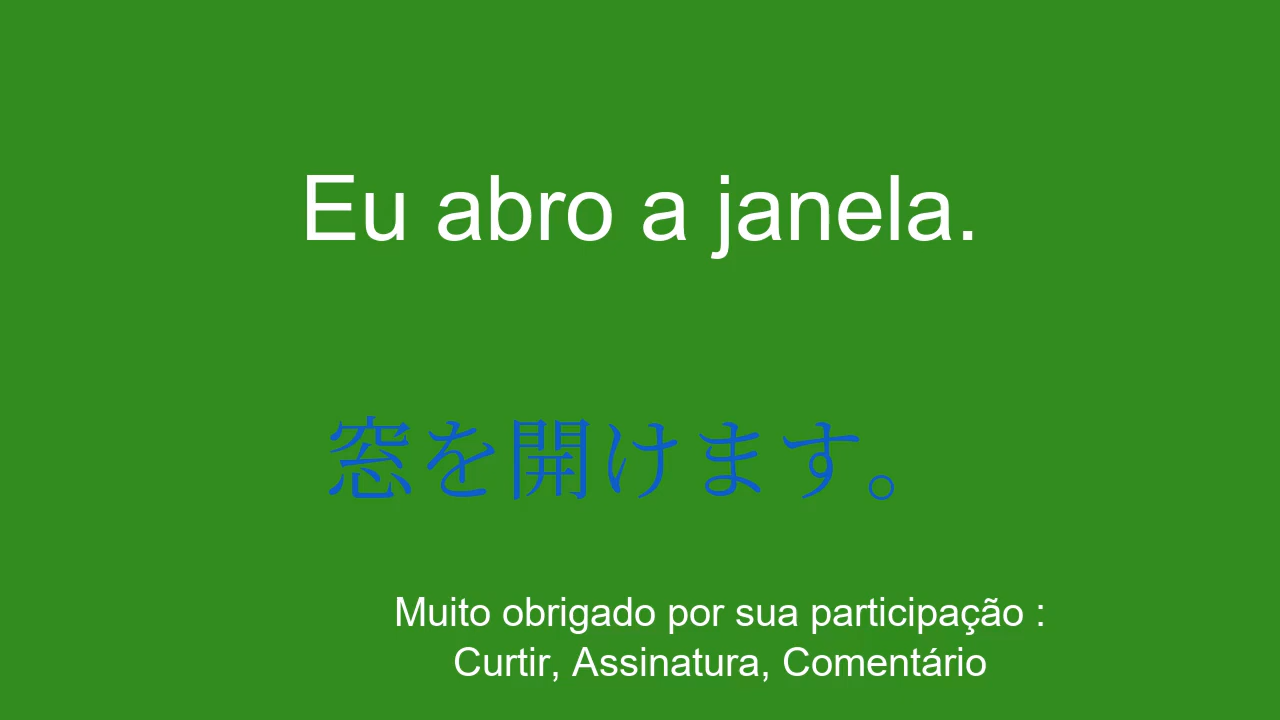 Eu abro a janela.
窓を開けます。
Muito obrigado por sua participação :
Curtir, Assinatura, Comentário